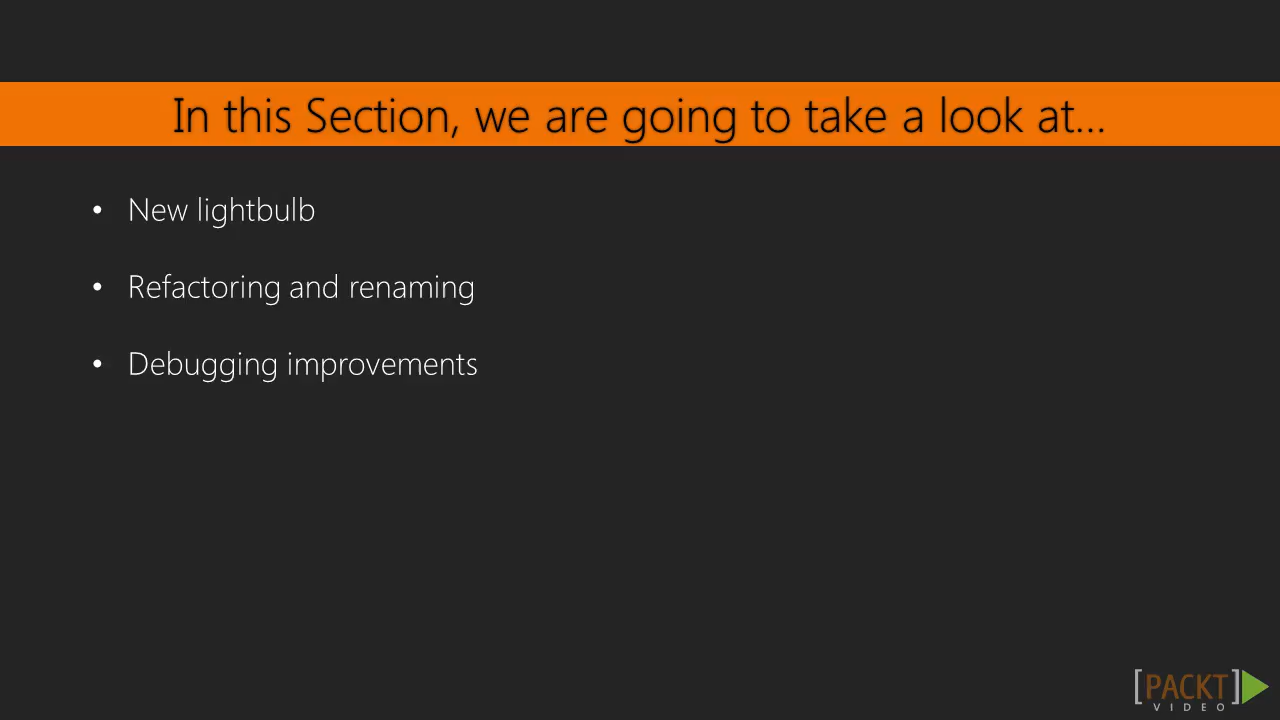 In this Section, we are going to take a look at...
• New lightbulb
• Refactoring and renaming
• Debugging improvements
[PACKT]
VIDEO